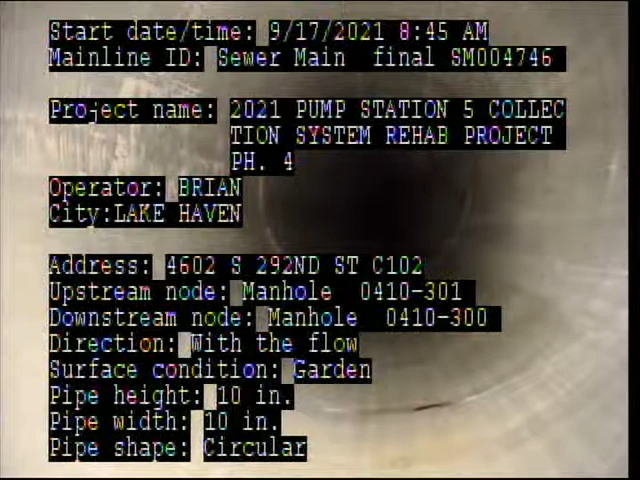 Start date/time: 9/17/2021 8:45 AM
Mainline ID: Sewer Main  final SM004746
Project name: 2021 PUMP STATION 5 COLLEC
TION SYSTEM REHAB PROJECT
PH. 4
Operator: BRIAN
City:LAKE HAVEN
Address: 4602 S 292ND ST C102
Upstream node: Manhole  0410-301
Downstream node: Manhole  0410-300
Direction: With the flow
Surface condition: Garden
Pipe height: 10 in.
Pipe width: 10 in.
Pipe shape: Circular